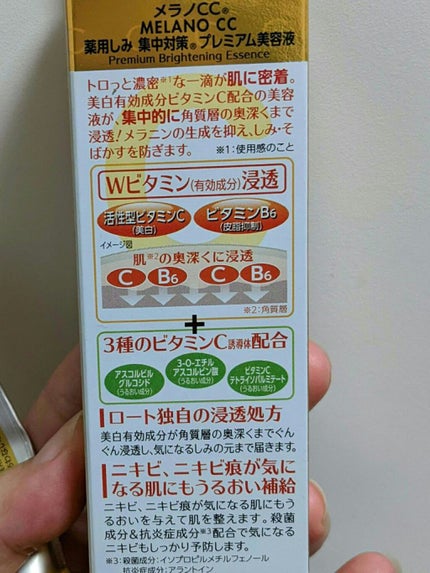 メラノCC®
MELANO CC
薬用しみ 集中対策® プレミアム美容液
Premium Brightening Essence
トロっと濃密※1な一滴が肌に密着。
美白有効成分ビタミンC配合の美容
液が、集中的に角質層の奥深くまで
浸透!メラニンの生成を抑え、しみ・そ
ばかすを防ぎます。 ※1:使用感のこと
Wビタミン(有効成分)浸透
活性型ビタミンC
(美白)
ビタミンB6
(皮脂抑制)
イメージ図
肌※2の奥深くに浸透
C B6 C B6
※2:角質層
+
3種のビタミンC誘導体配合
アスコルビル
グルコシド
(うるおい成分)
3-O-エチル
アスコルビン酸
(うるおい成分)
ビタミンC
テトライソパルミテート
(うるおい成分)
ロート独自の浸透処方
美白有効成分が角質層の奥深くまでぐん
ぐん浸透し、気になるしみの元まで届きます。
ニキビ、ニキビ痕が気に
なる肌にもうるおい補給
ニキビ、ニキビ痕が気になる肌にもう
るおいを与えて肌を整えます。殺菌
成分&抗炎症成分※3配合で気になる
ニキビもしっかり予防します。
※3:殺菌成分:イソプロピルメチルフェノール
抗炎症成分:アラントイン